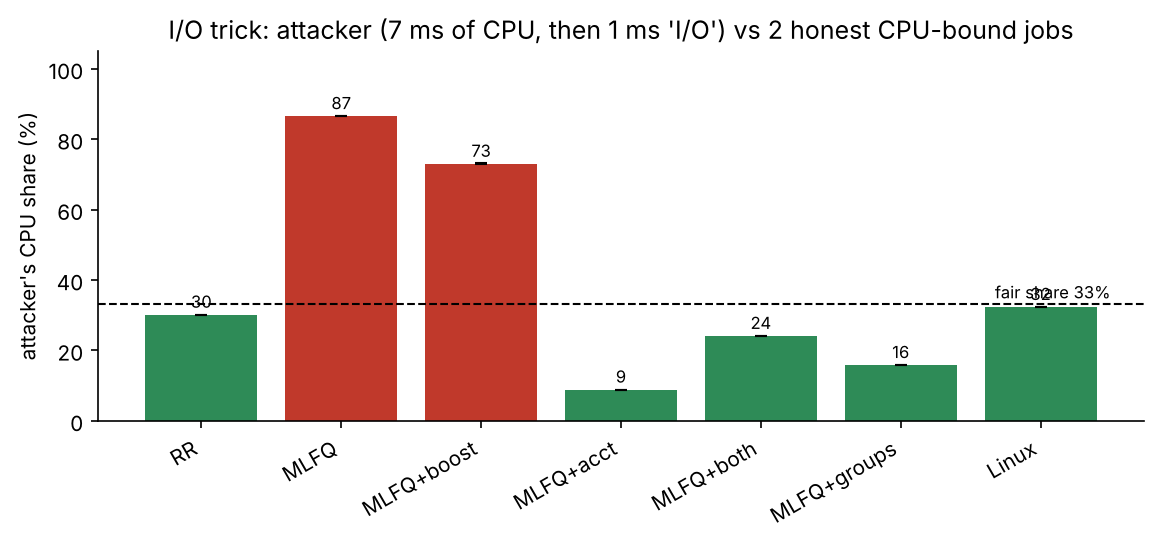 I/O trick: attacker (7 ms of CPU, then 1 ms 'I/O') vs 2 honest CPU-bound jobs
attacker's CPU share (%)
100
80
60
40
20
0
87
73
30
9
24
16
32
fair share 33%
RR
MLFQ
MLFQ+boost
MLFQ+acct
MLFQ+both
MLFQ+groups
Linux